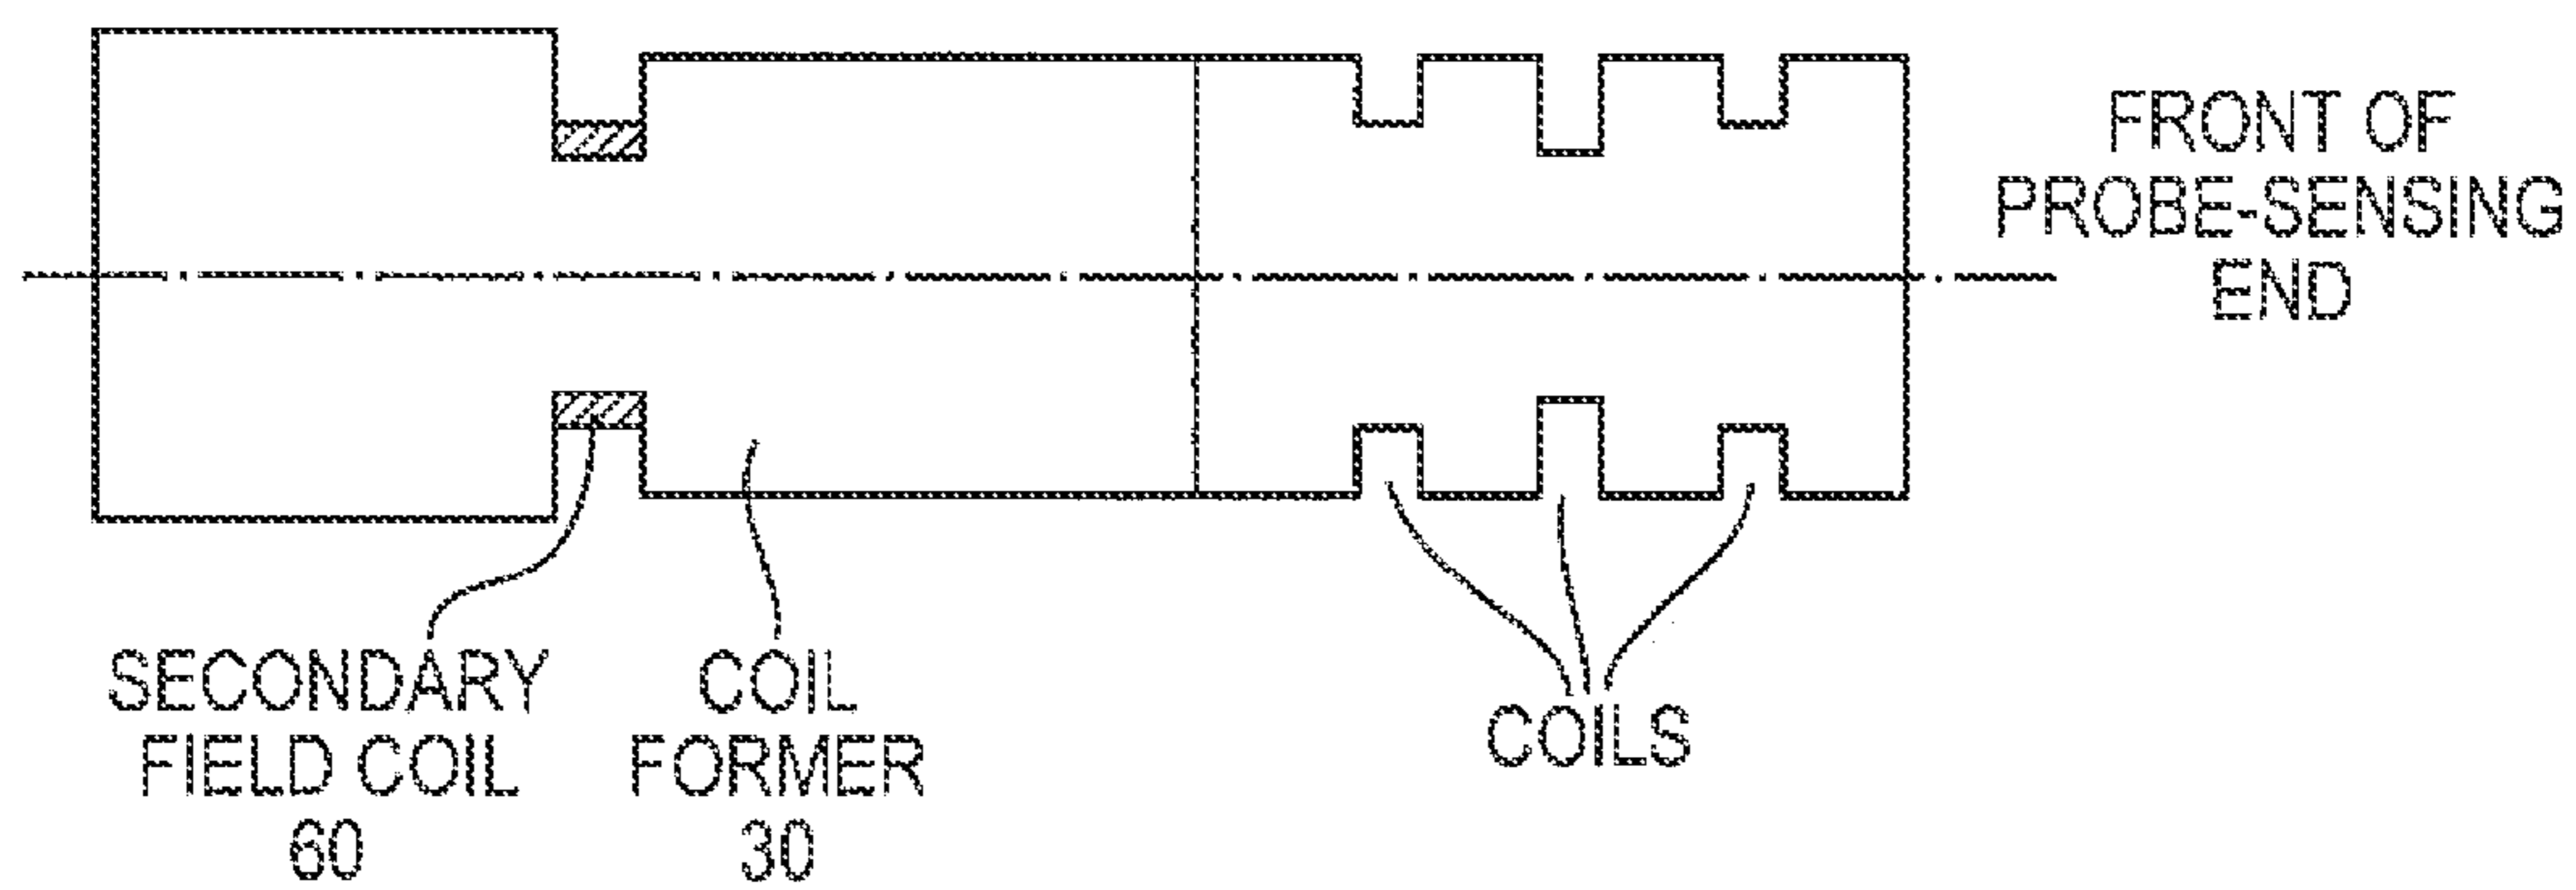 FRONT OF
PROBE-SENSING
END
SECONDARY
FIELD COIL
60
COIL
FORMER
30
COILS